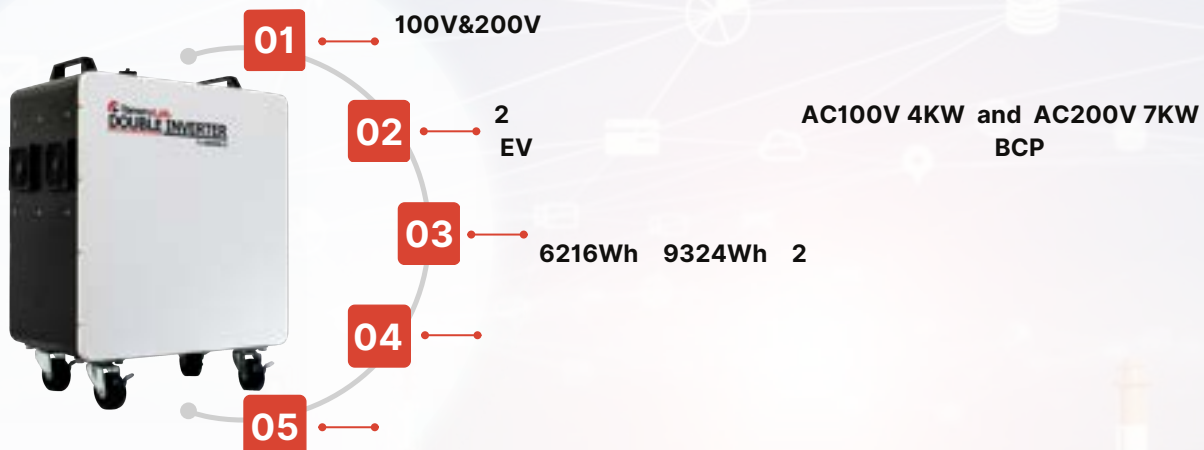 DOUBLE INVERTER
01
100V&200V
02
2 AC100V 4KW and AC200V 7KW
EV BCP
03
6216Wh 9324Wh 2
04
05